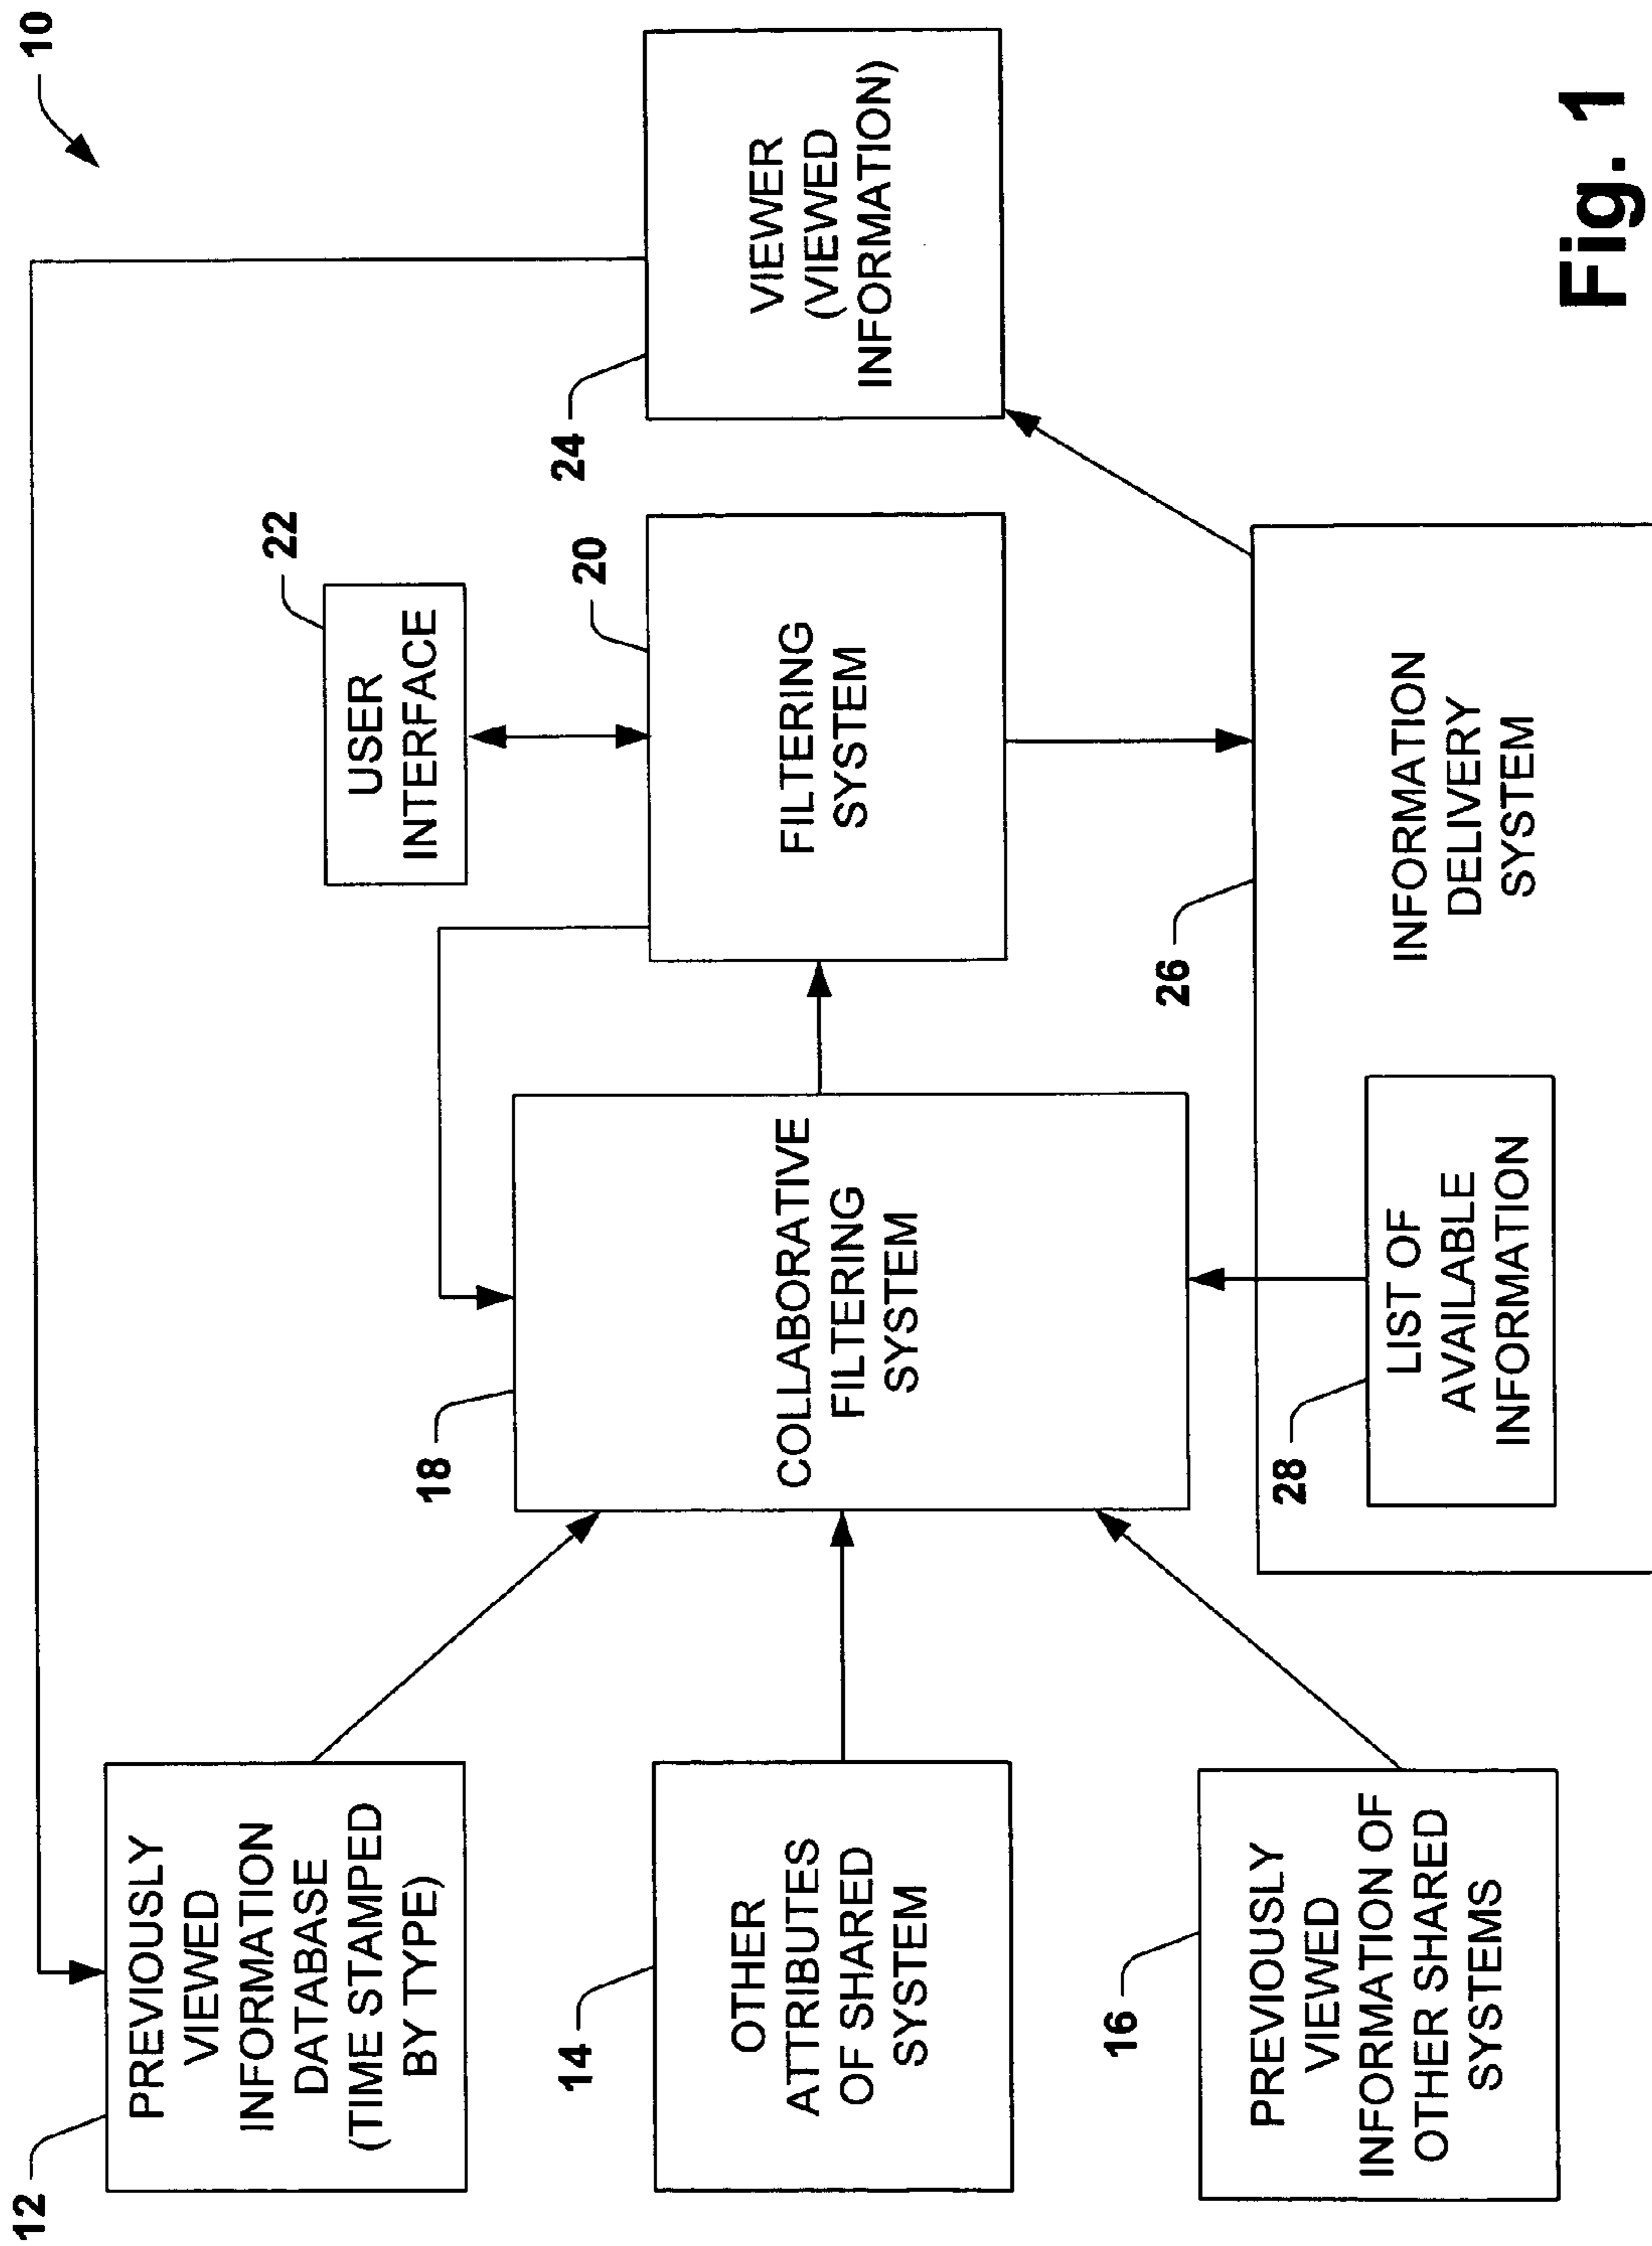 10
12
PREVIOUSLY
VIEWED
INFORMATION
DATABASE
(TIME STAMPED
BY TYPE)
14
OTHER
ATTRIBUTES
OF SHARED
SYSTEM
16
PREVIOUSLY
VIEWED
INFORMATION OF
OTHER SHARED
SYSTEMS
18
COLLABORATIVE
FILTERING
SYSTEM
22
USER
INTERFACE
20
FILTERING
SYSTEM
24
VIEWER
(VIEWED
INFORMATION)
26
INFORMATION
DELIVERY
SYSTEM
28
LIST OF
AVAILABLE
INFORMATION
Fig. 1